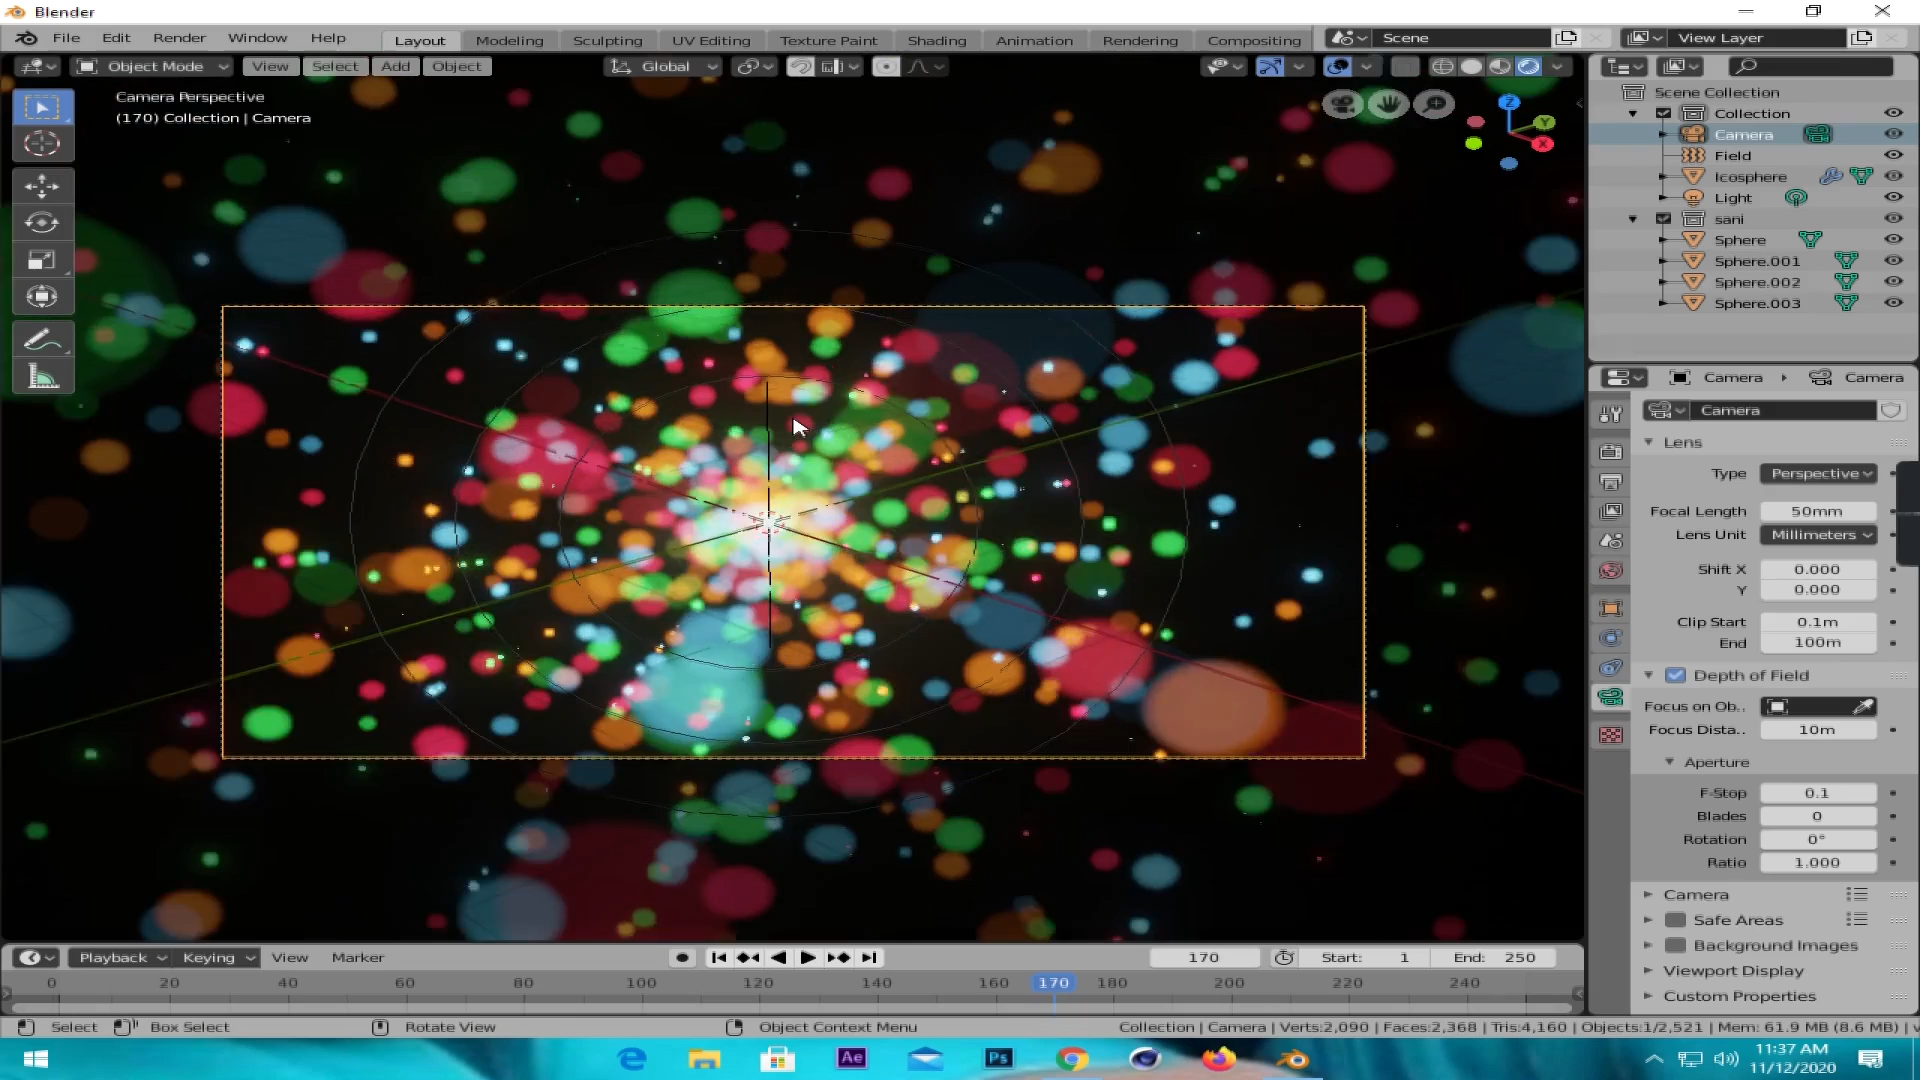 Blender
File Edit Render Window Help Layout Modeling Sculpting UV Editing Texture Paint Shading Animation Rendering Compositing Scene View Layer
Object Mode View Select Add Object Global
Camera Perspective
(170) Collection | Camera
Z
Y
X
Scene Collection
Collection
Camera
Field
Icosphere
Light
sani
Sphere
Sphere.001
Sphere.002
Sphere.003
Camera Camera
Camera
Lens
Type Perspective
Focal Length 50mm
Lens Unit Millimeters
Shift X 0.000
Y 0.000
Clip Start 0.1m
End 100m
Depth of Field
Focus on Ob..
Focus Dista.. 10m
Aperture
F-Stop 0.1
Blades 0
Rotation 0°
Ratio 1.000
Camera
Safe Areas
Background Images
Viewport Display
Custom Properties
Playback Keying View Marker 170 Start: 1 End: 250
0 20 40 60 80 100 120 140 160 170 180 200 220 240
Select Box Select Rotate View Object Context Menu Collection | Camera | Verts:2,090 | Faces:2,368 | Tris:4,160 | Objects:1/2,521 | Mem: 61.9 MB (8.6 MB) | v
Ae Ps
11:37 AM
11/12/2020